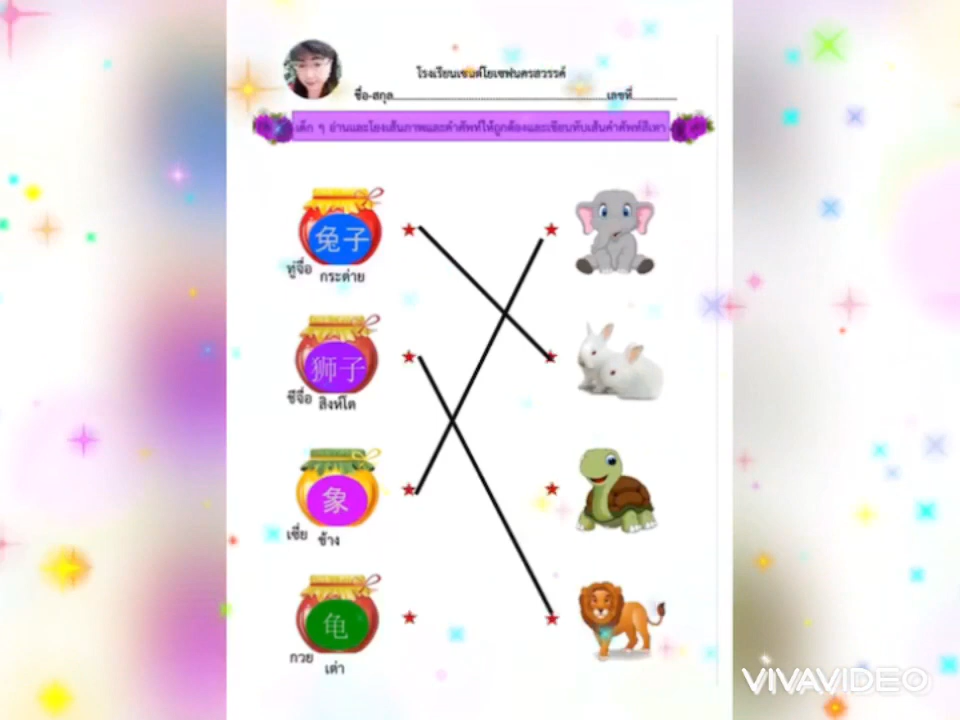 โรงเรียนเซนต์โยเซฟนครสวรรค์
ชื่อ-สกุล เลขที่
เด็ก ๆ อ่านและโยงเส้นภาพและคำศัพท์ให้ถูกต้องและเขียนทับเส้นคำศัพท์สีเทา
兔子
ทู่จึ่อ กระต่าย
狮子
ชึจึ่อ สิงห์โต
象
เซี่ย ช้าง
龟
กวย เต่า
VIVAVIDEO